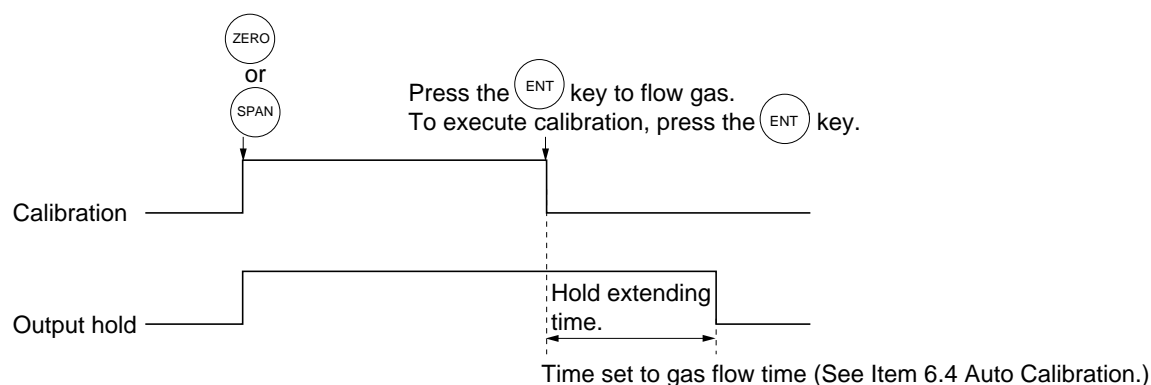 ZERO
or
SPAN
Press the ENT key to flow gas.
To execute calibration, press the ENT key.
Calibration
Output hold
Hold extending
time.
Time set to gas flow time (See Item 6.4 Auto Calibration.)